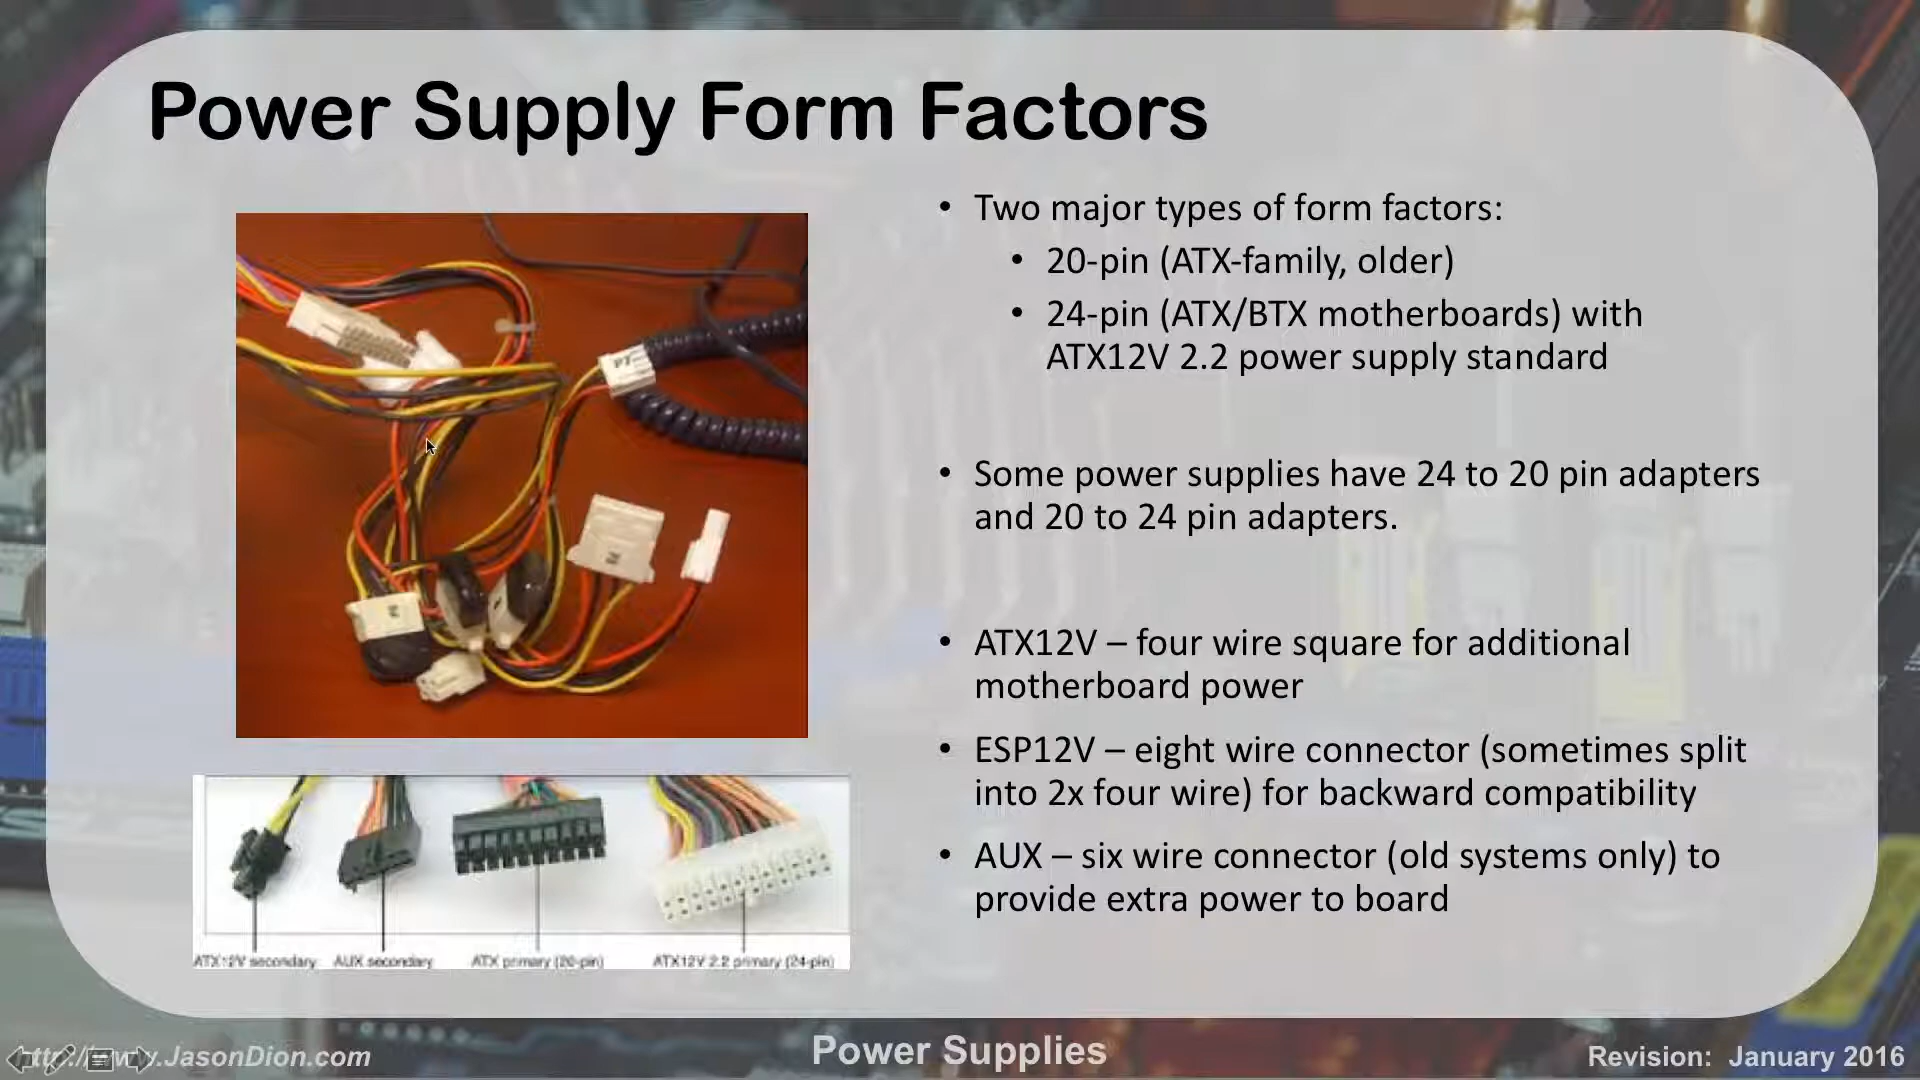 Power Supply Form Factors
• Two major types of form factors:
• 20-pin (ATX-family, older)
• 24-pin (ATX/BTX motherboards) with
ATX12V 2.2 power supply standard
• Some power supplies have 24 to 20 pin adapters
and 20 to 24 pin adapters.
• ATX12V – four wire square for additional
motherboard power
• ESP12V – eight wire connector (sometimes split
into 2x four wire) for backward compatibility
• AUX – six wire connector (old systems only) to
provide extra power to board
P7
ATX12V secondary
AUX secondary
ATX primary (20-pin)
ATX12V 2.2 primary (24-pin)
.JasonDion.com
Power Supplies
Revision: January 2016